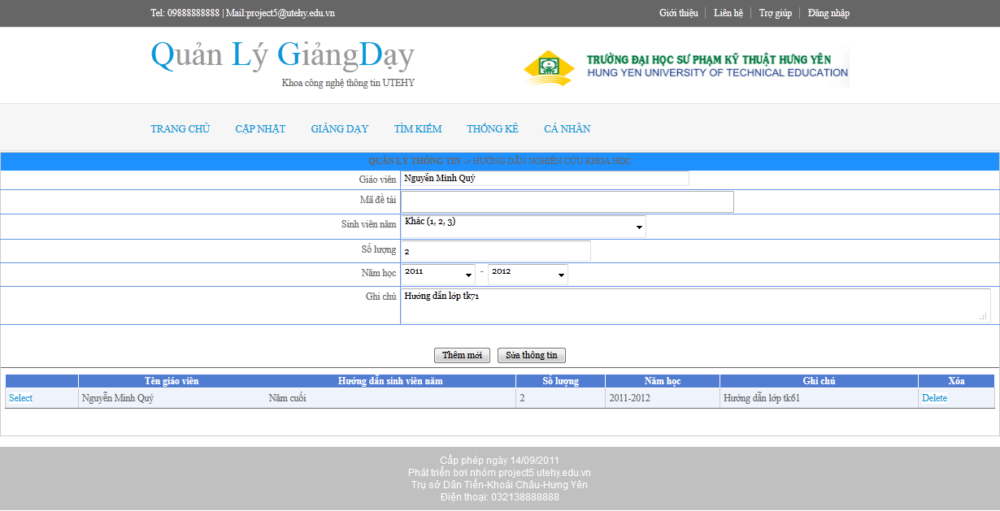 Tel: 09888888888 | Mail:project5@utehy.edu.vn
Giới thiệu | Liên hệ | Trợ giúp | Đăng nhập
Quản Lý GiảngDạy
Khoa công nghệ thông tin UTEHY
TRƯỜNG ĐẠI HỌC SƯ PHẠM KỸ THUẬT HƯNG YÊN
HUNG YEN UNIVERSITY OF TECHNICAL EDUCATION
TRANG CHỦ CẬP NHẬT GIẢNG DẠY TÌM KIẾM THỐNG KÊ CÁ NHÂN
QUẢN LÝ THÔNG TIN -> HƯỚNG DẪN NGHIÊN CỨU KHOA HỌC
Giáo viên Nguyễn Minh Quý
Mã đề tài
Sinh viên năm Khác (1, 2, 3)
Số lượng 2
Năm học 2011 - 2012
Ghi chú Hướng dẫn lớp tk71
Thêm mới Sửa thông tin
Tên giáo viên Hướng dẫn sinh viên năm Số lượng Năm học Ghi chú Xóa
Select Nguyễn Minh Quý Năm cuối 2 2011-2012 Hướng dẫn lớp tk61 Delete
Cấp phép ngày 14/09/2011
Phát triển bơi nhóm project5 utehy.edu.vn
Trụ sở Dân Tiến-Khoái Châu-Hưng Yên
Điện thoại: 032138888888